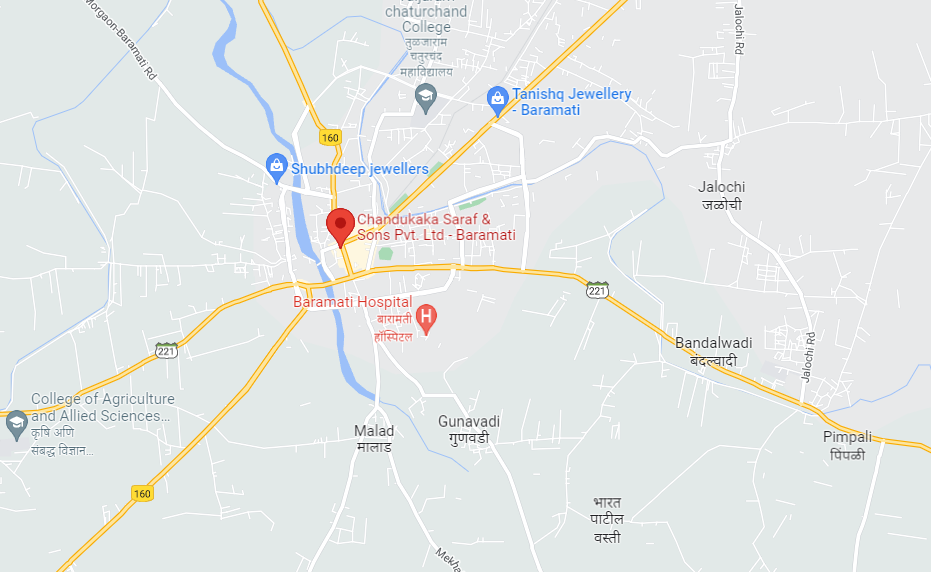 chaturchand
College
तुळजाराम
चतुरचंद
महाविद्यालय
Morgaon-Baramati Rd
Jalochi Rd
Tanishq Jewellery
- Baramati
160
Shubhdeep jewellers
Jalochi
जळोची
Chandukaka Saraf &
Sons Pvt. Ltd - Baramati
221
Baramati Hospital
बारामती
हॉस्पिटल
H
Bandalwadi
बंदल्वादी
221
Jalochi Rd
College of Agriculture
and Allied Sciences...
कृषि अणि
संबद्ध विज्ञान...
Malad
मालाड
Gunavadi
गुणवडी
Pimpali
पिंपळी
160
भारत
पाटील
वस्ती